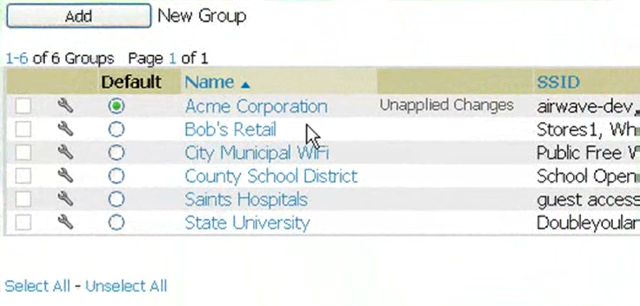 Add New Group
1-6 of 6 Groups Page 1 of 1
Default Name SSID
Acme Corporation Unapplied Changes airwave-dev,
Bob's Retail Stores1,
City Municipal WiFi Public Free
County School District School Open
Saints Hospitals guest access
State University
Select All - Unselect All